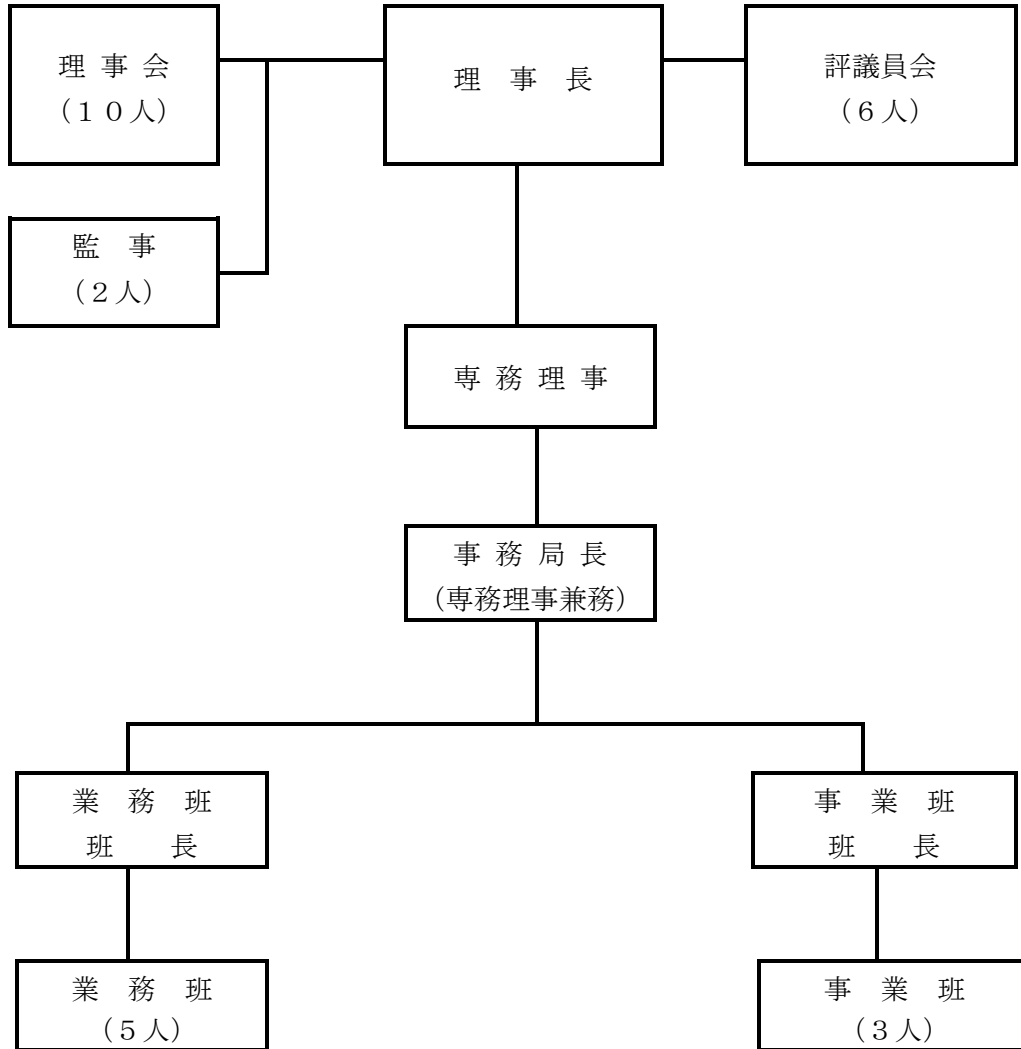 理 事 会
（１０人）
理 事 長
評議員会
（６人）
監 事
（２人）
専 務 理 事
事 務 局 長
（専務理事兼務）
業 務 班
班 長
事 業 班
班 長
業 務 班
（５人）
事 業 班
（３人）